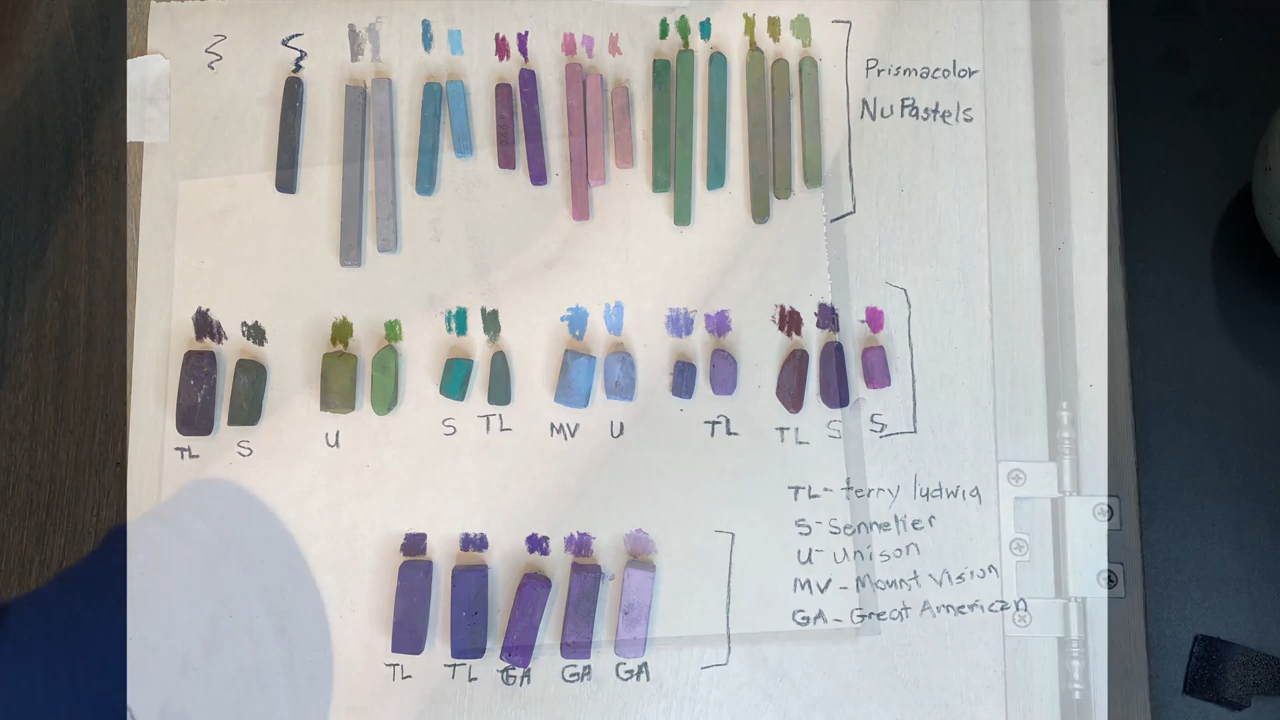 Prismacolor
NuPastels
TL S U S TL MV U TL TL S S
TL- terry ludwig
S-Sennelier
U- unison
MV-Mount Vision
GA-Great American
TL TL GA GA GA